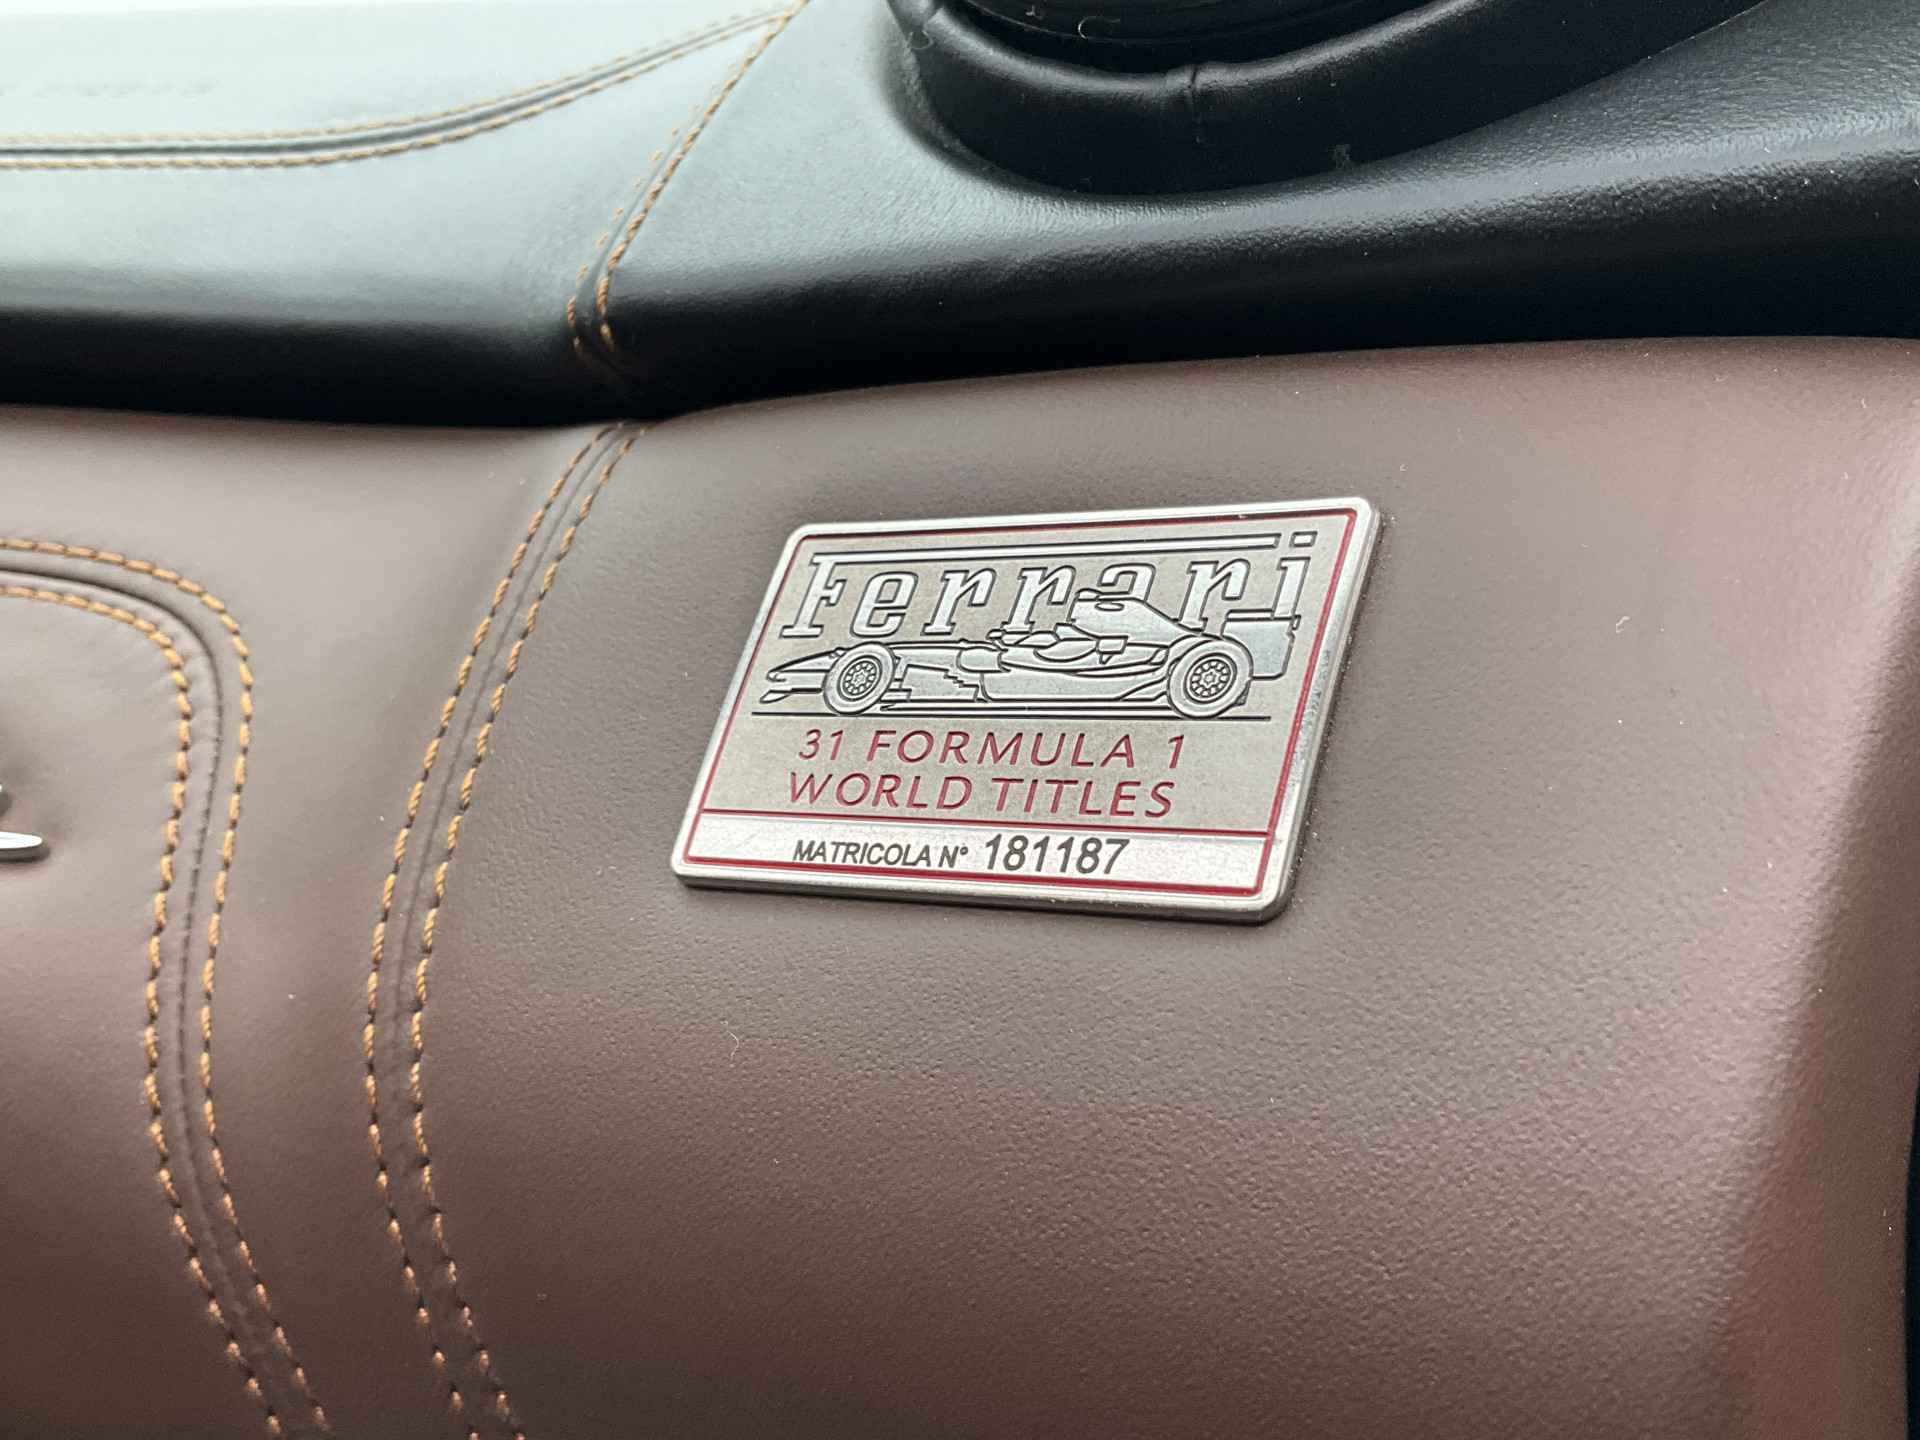 Ferrari
31 FORMULA 1
WORLD TITLES
MATRICOLA N° 181187